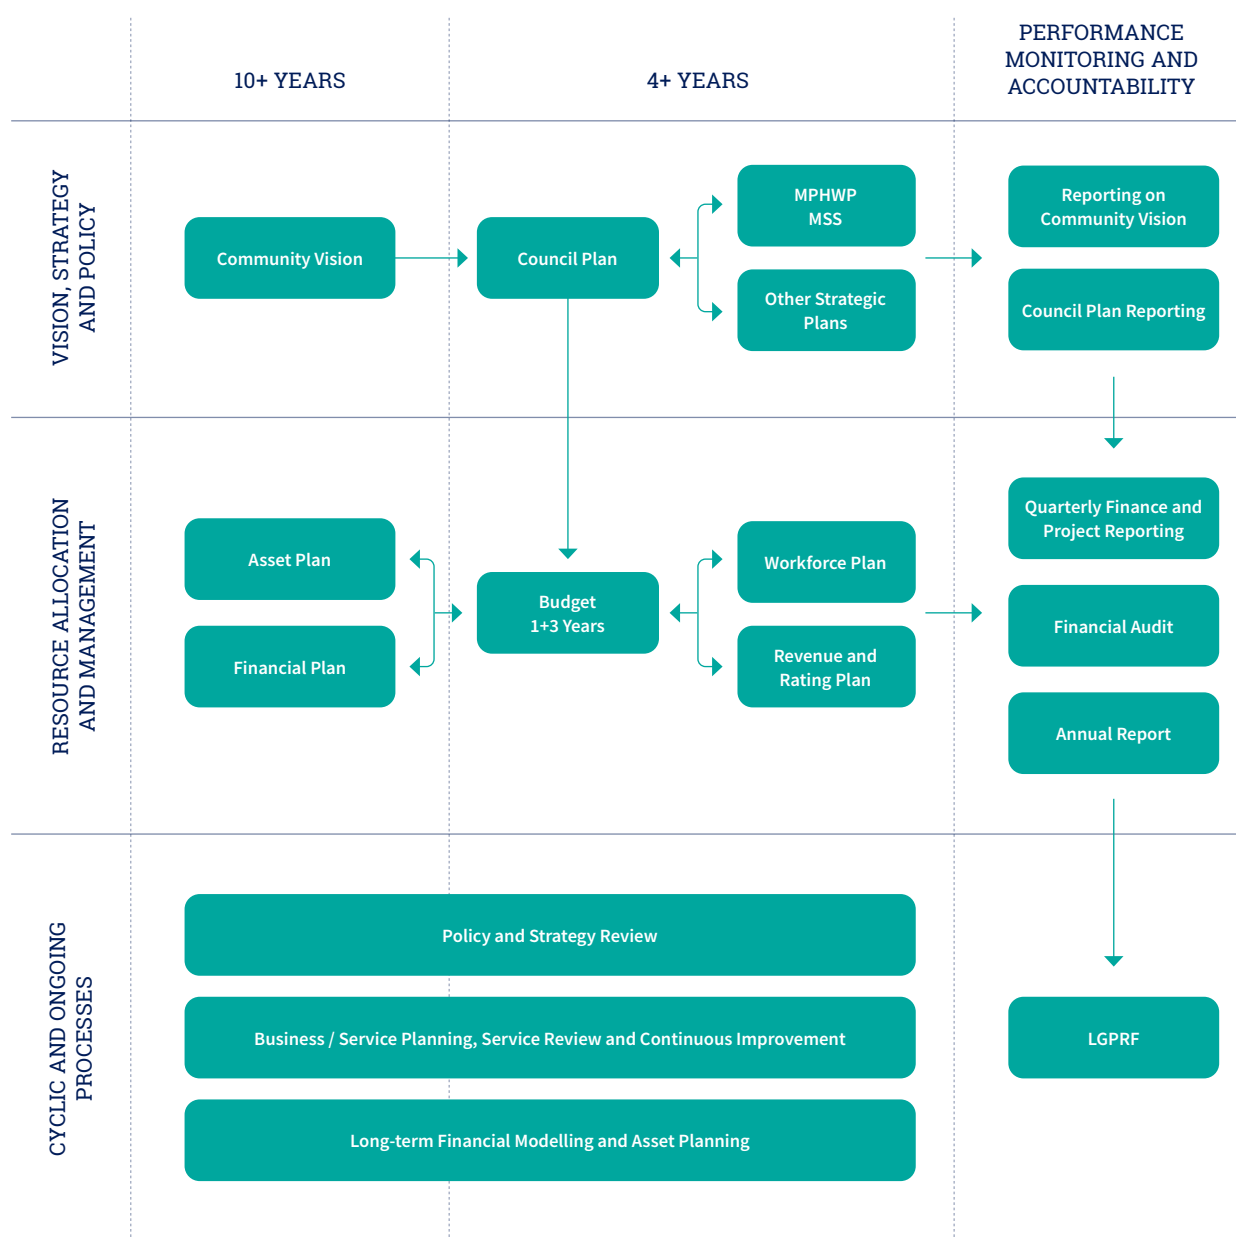 10+ YEARS
4+ YEARS
PERFORMANCE
MONITORING AND
ACCOUNTABILITY
VISION, STRATEGY
AND POLICY
Community Vision
Council Plan
MPHWP
MSS
Other Strategic
Plans
Reporting on
Community Vision
Council Plan Reporting
RESOURCE ALLOCATION
AND MANAGEMENT
Asset Plan
Financial Plan
Budget
1+3 Years
Workforce Plan
Revenue and
Rating Plan
Quarterly Finance and
Project Reporting
Financial Audit
Annual Report
CYCLIC AND ONGOING
PROCESSES
Policy and Strategy Review
Business / Service Planning, Service Review and Continuous Improvement
Long-term Financial Modelling and Asset Planning
LGPRF